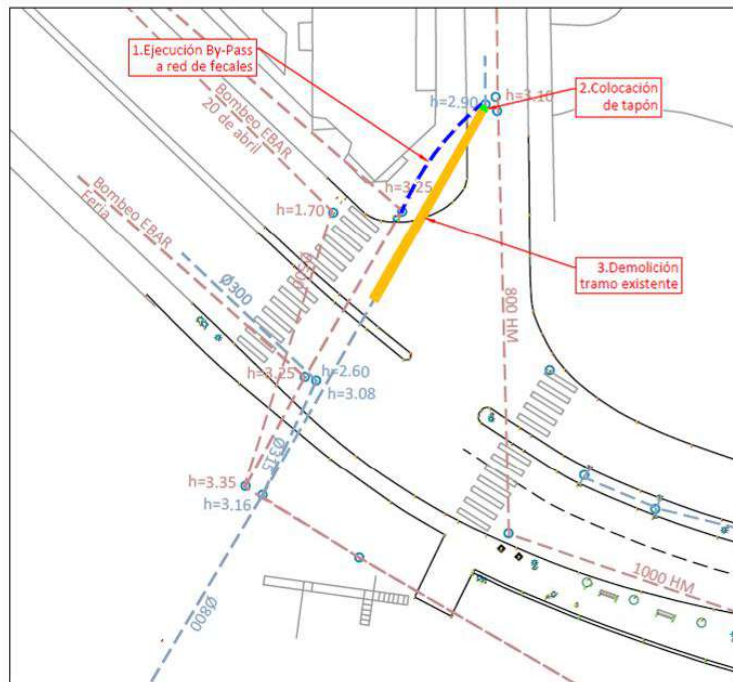 1.Ejecución By-Pass
a red de fecales
2.Colocación
de tapón
3.Demolición
tramo existente
Bombeo EBAR
20 de abril
Bombeo EBAR
Feria
h=2.90
h=3.10
h=3.25
h=1.70
Ø300
800 HM
h=3.25
h=2.60
h=3.08
Ø315
h=3.35
h=3.16
1000 HM
Ø800